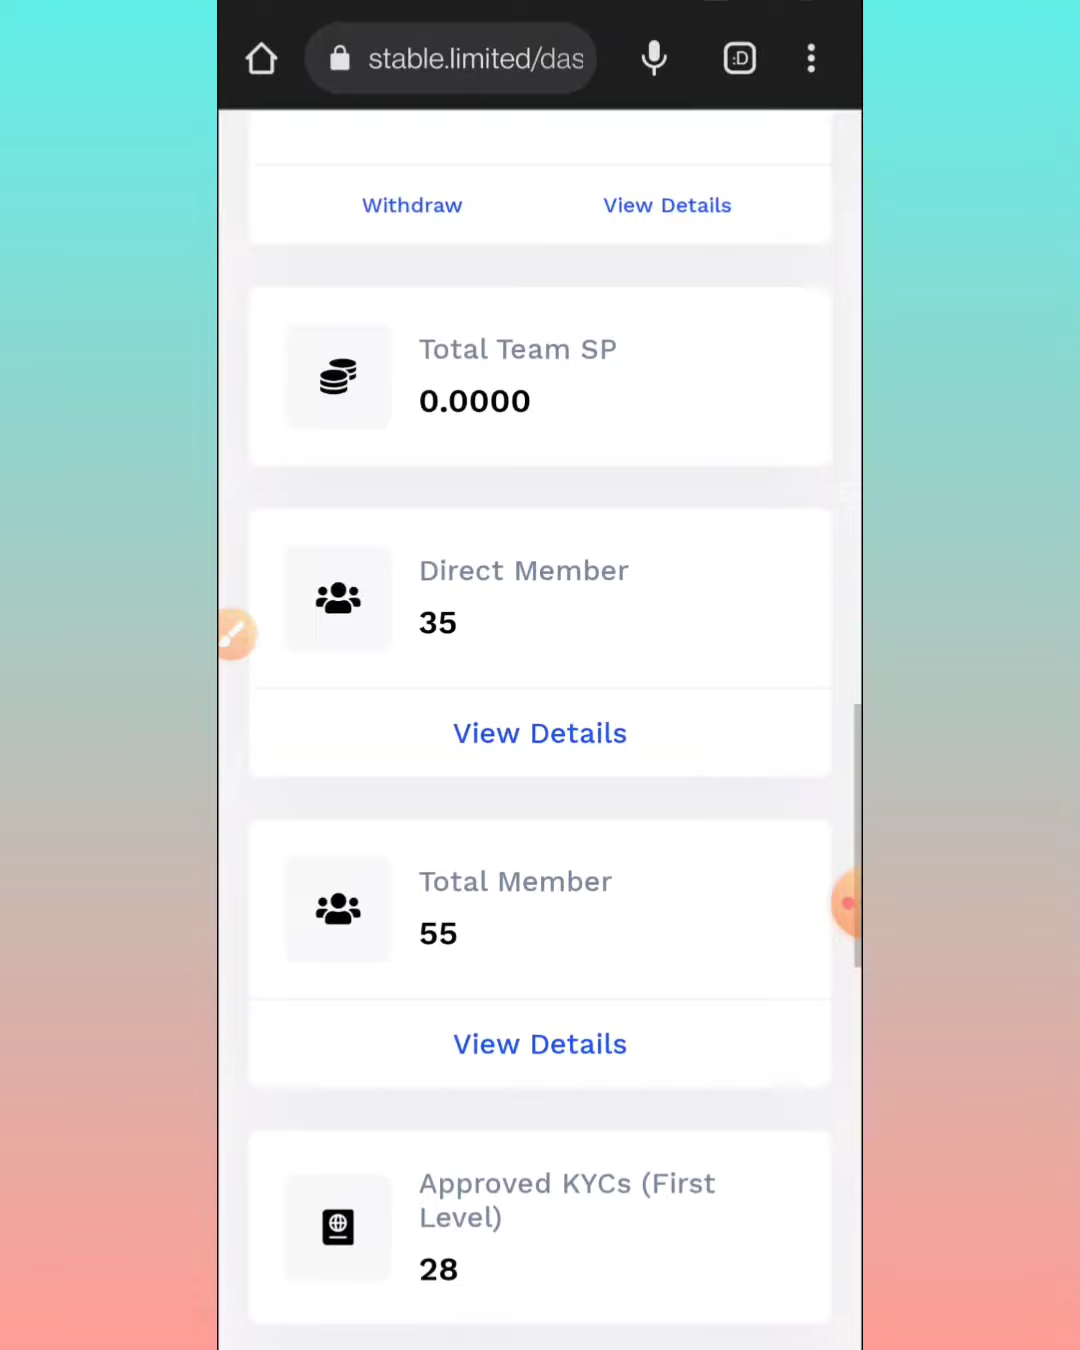 stable.limited/das
:D
Withdraw View Details
Total Team SP
0.0000
Direct Member
35
View Details
Total Member
55
View Details
Approved KYCs (First
Level)
28